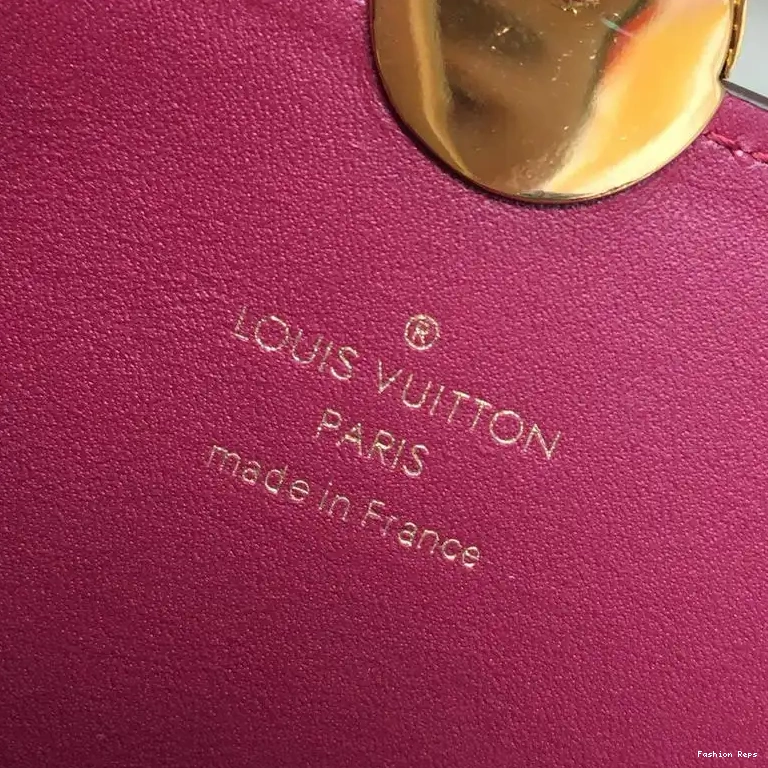 ®
LOUIS VUITTON
PARIS
made in France
Fashion Reps